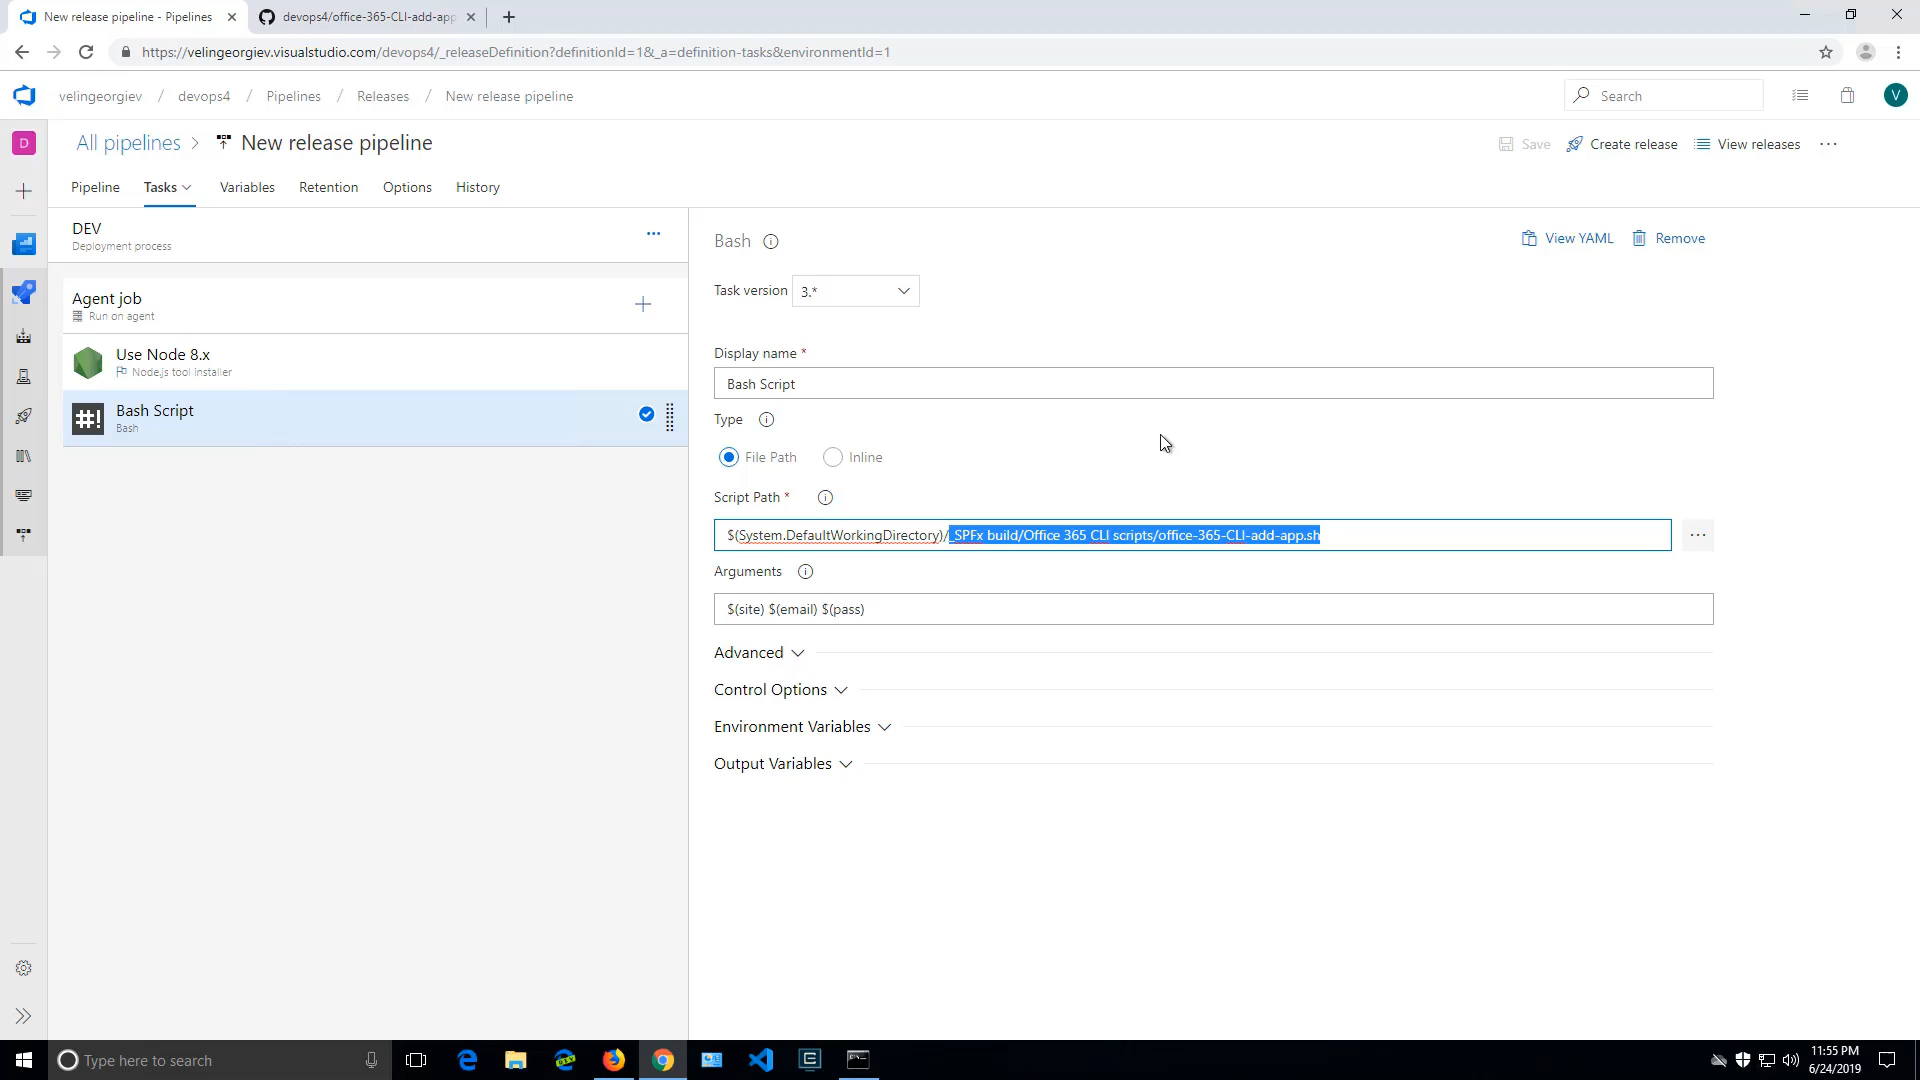 New release pipeline - Pipelines
devops4/office-365-CLI-add-app
https://velingeorgiev.visualstudio.com/devops4/_releaseDefinition?definitionId=1&_a=definition-tasks&environmentId=1
velingeorgiev / devops4 / Pipelines / Releases / New release pipeline
Search
V
D
All pipelines > New release pipeline
Save
Create release
View releases
Pipeline
Tasks
Variables
Retention
Options
History
DEV
Deployment process
Agent job
Run on agent
Use Node 8.x
Node.js tool installer
#!
Bash Script
Bash
Bash
View YAML
Remove
Task version
3.*
Display name *
Bash Script
Type
File Path
Inline
Script Path *
$(System.DefaultWorkingDirectory)/_SPFx build/Office 365 CLI scripts/office-365-CLI-add-app.sh
Arguments
$(site) $(email) $(pass)
Advanced
Control Options
Environment Variables
Output Variables
Type here to search
11:55 PM
6/24/2019